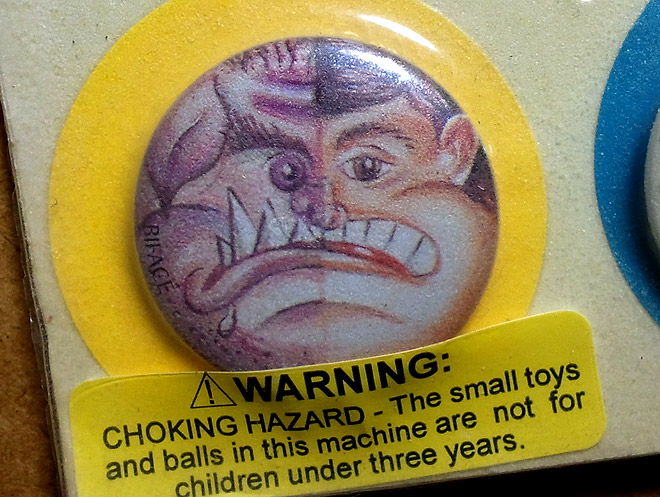 BIFACE
WARNING:
CHOKING HAZARD - The small toys
and balls in this machine are not for
children under three years.